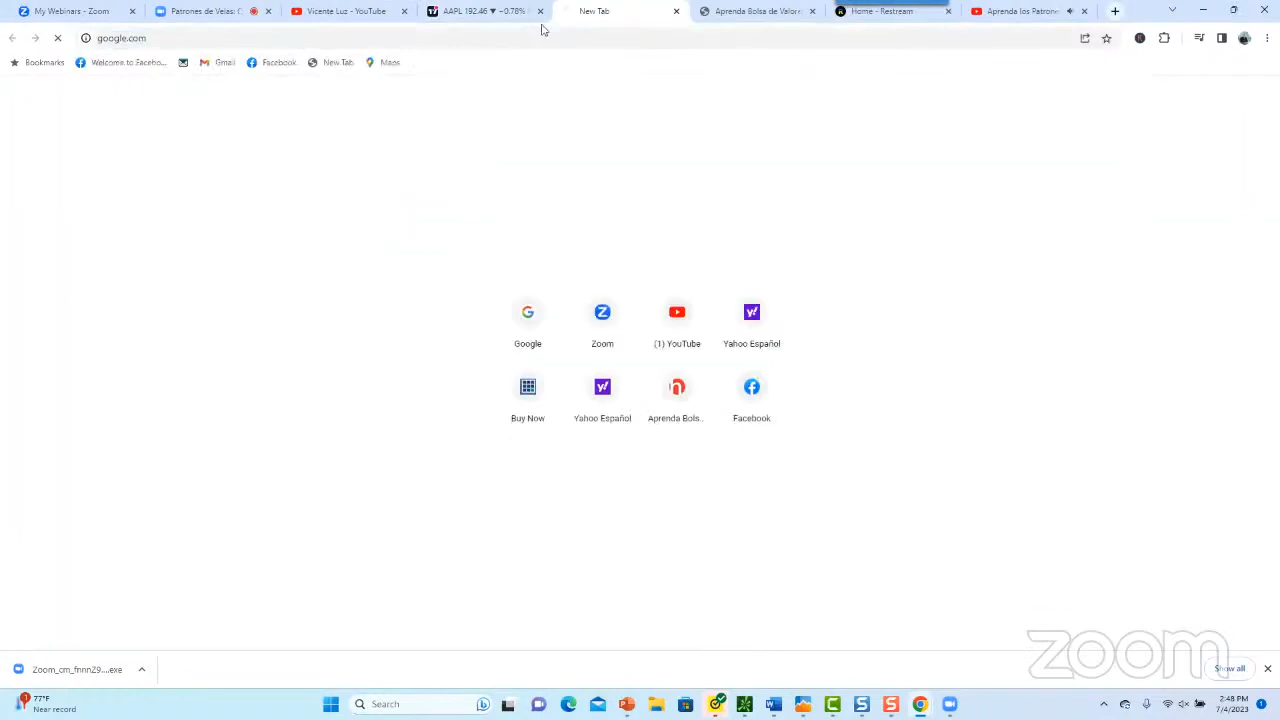 My Webinars - Zoom
Patrones de Velas: C
Vicente Luz - YouTube
AAPL 192.46 ▼ -0.78%
New Tab
Aprenda Bolsa de Valore
Home - Restream
Aprenda los Patrone
google.com
Bookmarks
Welcome to Facebo...
Gmail
Facebook
New Tab
Maps
Google
Zoom
(1) YouTube
Yahoo Español
Buy Now
Yahoo Español
Aprenda Bols...
Facebook
zoom
Zoom_cm_fnnnZ9....exe
Show all
77°F
Near record
Search
2:48 PM
7/4/2023